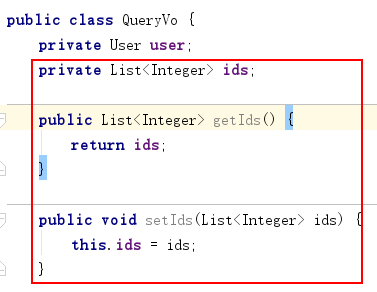 public class QueryVo {
private User user;
private List<Integer> ids;
public List<Integer> getIds() {
return ids;
}
public void setIds(List<Integer> ids) {
this.ids = ids;
}